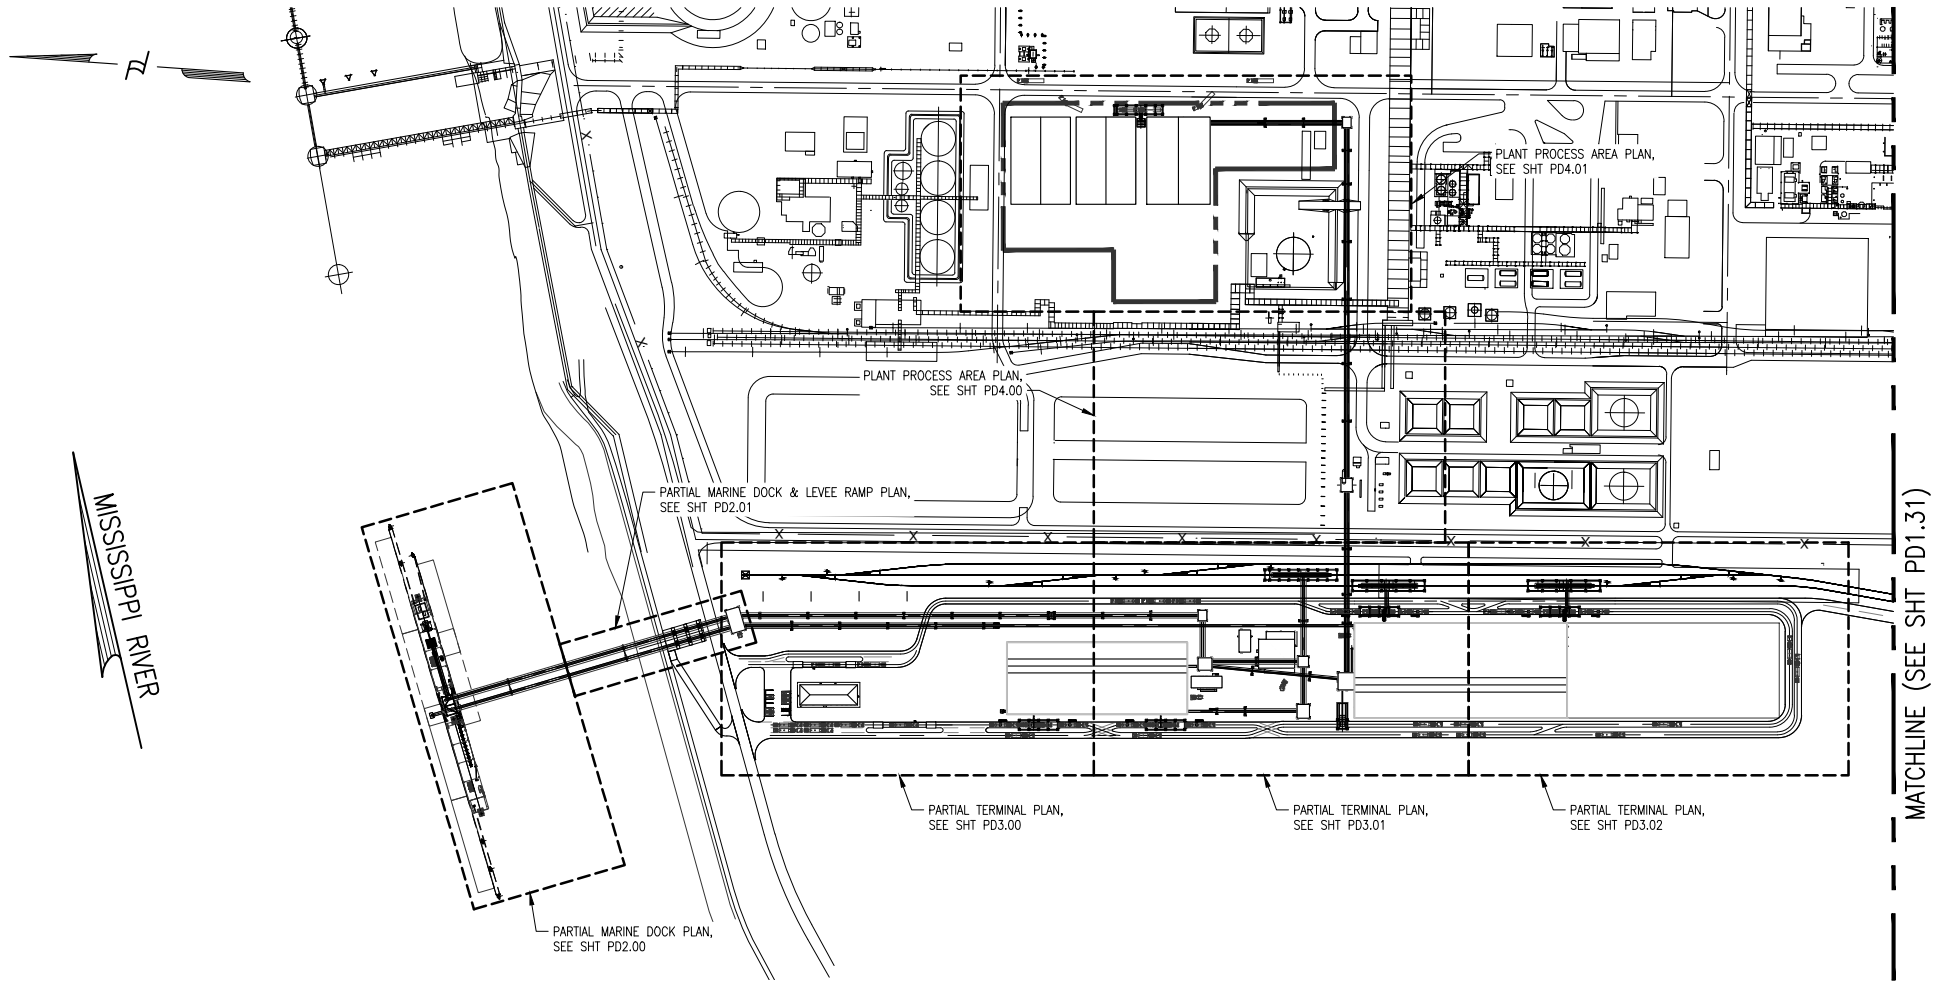 N
PLANT PROCESS AREA PLAN,
SEE SHT PD4.01
PLANT PROCESS AREA PLAN,
SEE SHT PD4.00
PARTIAL MARINE DOCK & LEVEE RAMP PLAN,
SEE SHT PD2.01
MISSISSIPPI RIVER
MATCHLINE (SEE SHT PD1.31)
X
X
X
X
X
X
X
X
X
X
X
PARTIAL TERMINAL PLAN,
SEE SHT PD3.00
PARTIAL TERMINAL PLAN,
SEE SHT PD3.01
PARTIAL TERMINAL PLAN,
SEE SHT PD3.02
PARTIAL MARINE DOCK PLAN,
SEE SHT PD2.00